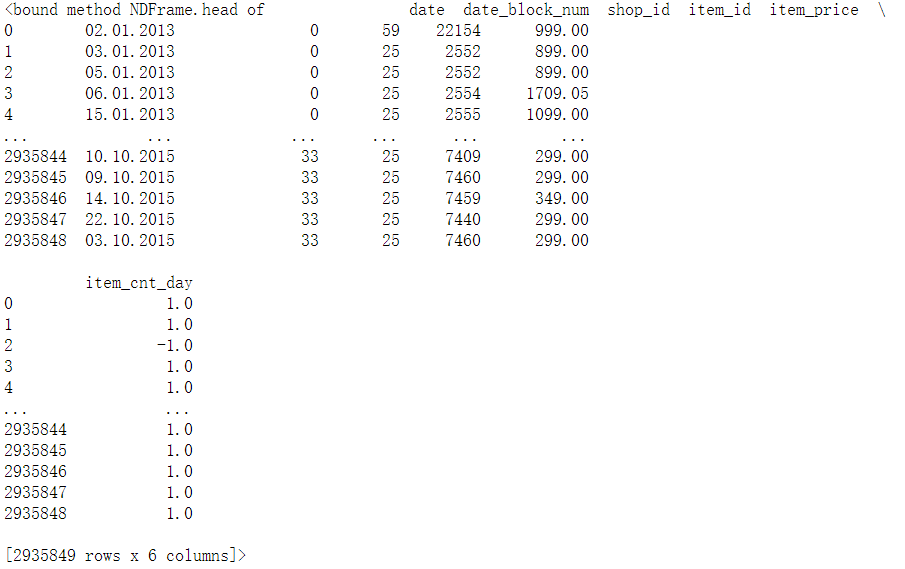 <bound method NDFrame.head of                date  date_block_num  shop_id  item_id  item_price  \
0        02.01.2013               0       59    22154      999.00
1        03.01.2013               0       25     2552      899.00
2        05.01.2013               0       25     2552      899.00
3        06.01.2013               0       25     2554     1709.05
4        15.01.2013               0       25     2555     1099.00
...             ...             ...      ...      ...         ...
2935844  10.10.2015              33       25     7409      299.00
2935845  09.10.2015              33       25     7460      299.00
2935846  14.10.2015              33       25     7459      349.00
2935847  22.10.2015              33       25     7440      299.00
2935848  03.10.2015              33       25     7460      299.00
         item_cnt_day
0                 1.0
1                 1.0
2                -1.0
3                 1.0
4                 1.0
...               ...
2935844           1.0
2935845           1.0
2935846           1.0
2935847           1.0
2935848           1.0
[2935849 rows x 6 columns]>